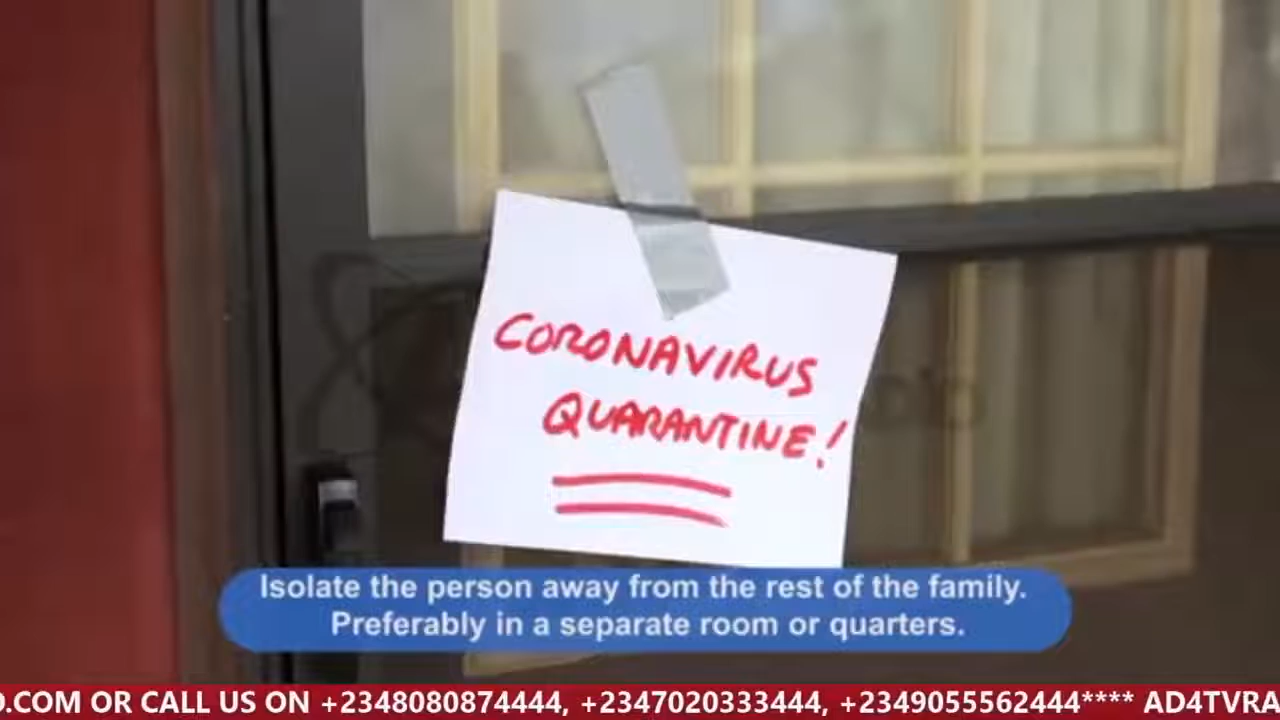 CORONAVIRUS
QUARANTINE!
Isolate the person away from the rest of the family.
Preferably in a separate room or quarters.
O.COM OR CALL US ON +2348080874444, +2347020333444, +2349055562444**** AD4TVRA